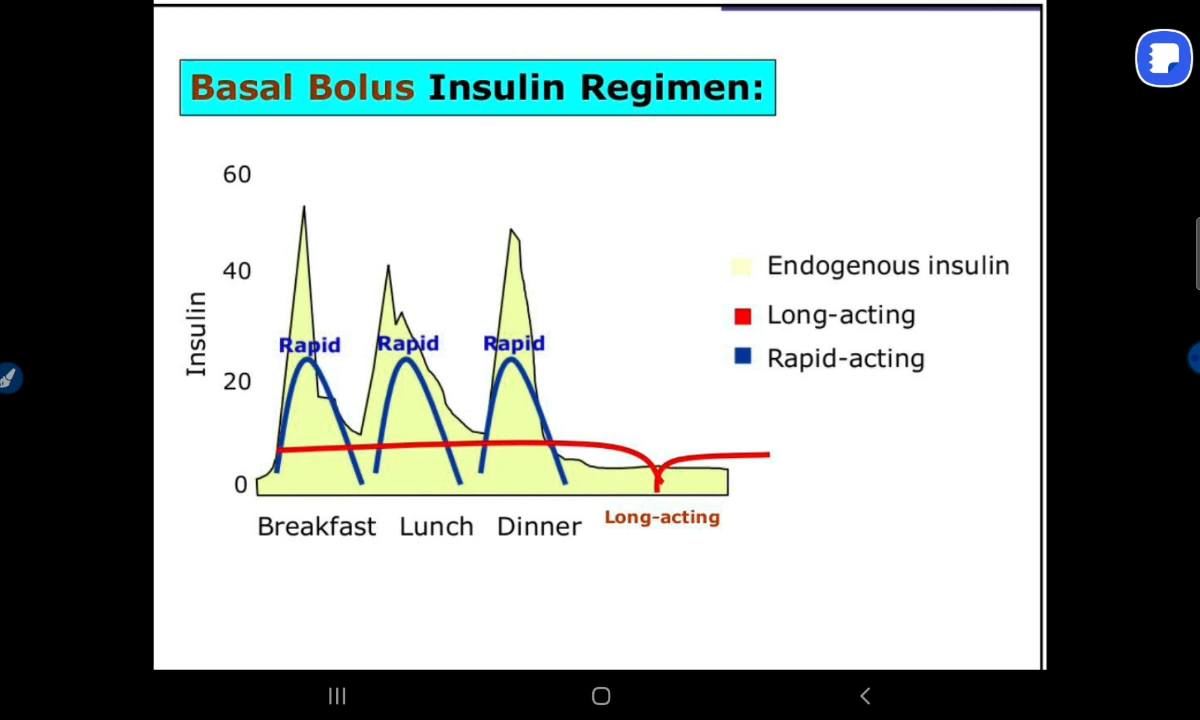 Basal Bolus Insulin Regimen:
60
40
20
0
Insulin
Rapid Rapid Rapid
Endogenous insulin
Long-acting
Rapid-acting
Breakfast Lunch Dinner
Long-acting